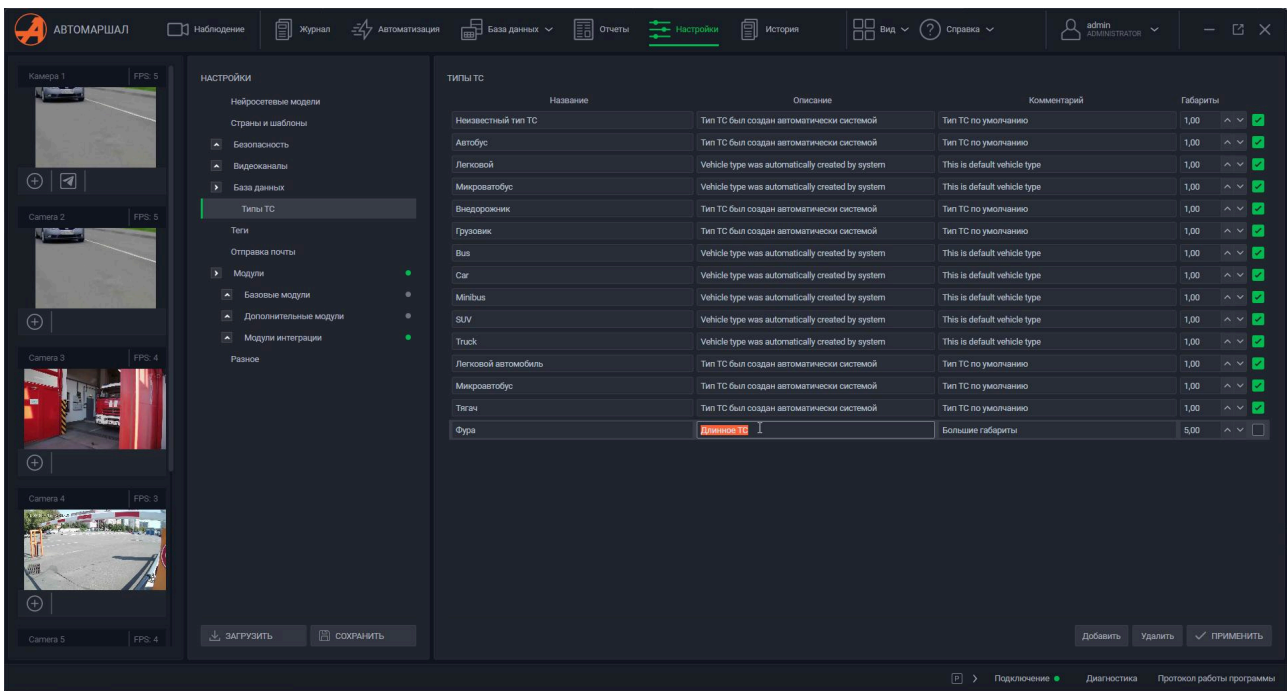 АВТОМАРШАЛ Наблюдение Журнал Автоматизация База данных Отчеты Настройки История Вид Справка admin
ADMINISTRATOR
Камера 1 FPS: 5
Camera 2 FPS: 5
Camera 3 FPS: 4
Camera 4 FPS: 3
Camera 5 FPS: 4
НАСТРОЙКИ
Нейросетевые модели
Страны и шаблоны
Безопасность
Видеоканалы
База данных
Типы ТС
Теги
Отправка почты
Модули
Базовые модули
Дополнительные модули
Модули интеграции
Разное
ЗАГРУЗИТЬ СОХРАНИТЬ
ТИПЫ ТС
Название Описание Комментарий Габариты
Неизвестный тип ТС Тип ТС был создан автоматически системой Тип ТС по умолчанию 1,00
Автобус Тип ТС был создан автоматически системой Тип ТС по умолчанию 1,00
Легковой Vehicle type was automatically created by system This is default vehicle type 1,00
Микроватобус Vehicle type was automatically created by system This is default vehicle type 1,00
Внедорожник Тип ТС был создан автоматически системой Тип ТС по умолчанию 1,00
Грузовик Тип ТС был создан автоматически системой Тип ТС по умолчанию 1,00
Bus Vehicle type was automatically created by system This is default vehicle type 1,00
Car Vehicle type was automatically created by system This is default vehicle type 1,00
Minibus Vehicle type was automatically created by system This is default vehicle type 1,00
SUV Vehicle type was automatically created by system This is default vehicle type 1,00
Truck Vehicle type was automatically created by system This is default vehicle type 1,00
Легковой автомобиль Тип ТС был создан автоматически системой Тип ТС по умолчанию 1,00
Микроавтобус Тип ТС был создан автоматически системой Тип ТС по умолчанию 1,00
Тягач Тип ТС был создан автоматически системой Тип ТС по умолчанию 1,00
Фура Длинное ТС Большие габариты 5,00
Добавить Удалить ПРИМЕНИТЬ
P Подключение Диагностика Протокол работы программы